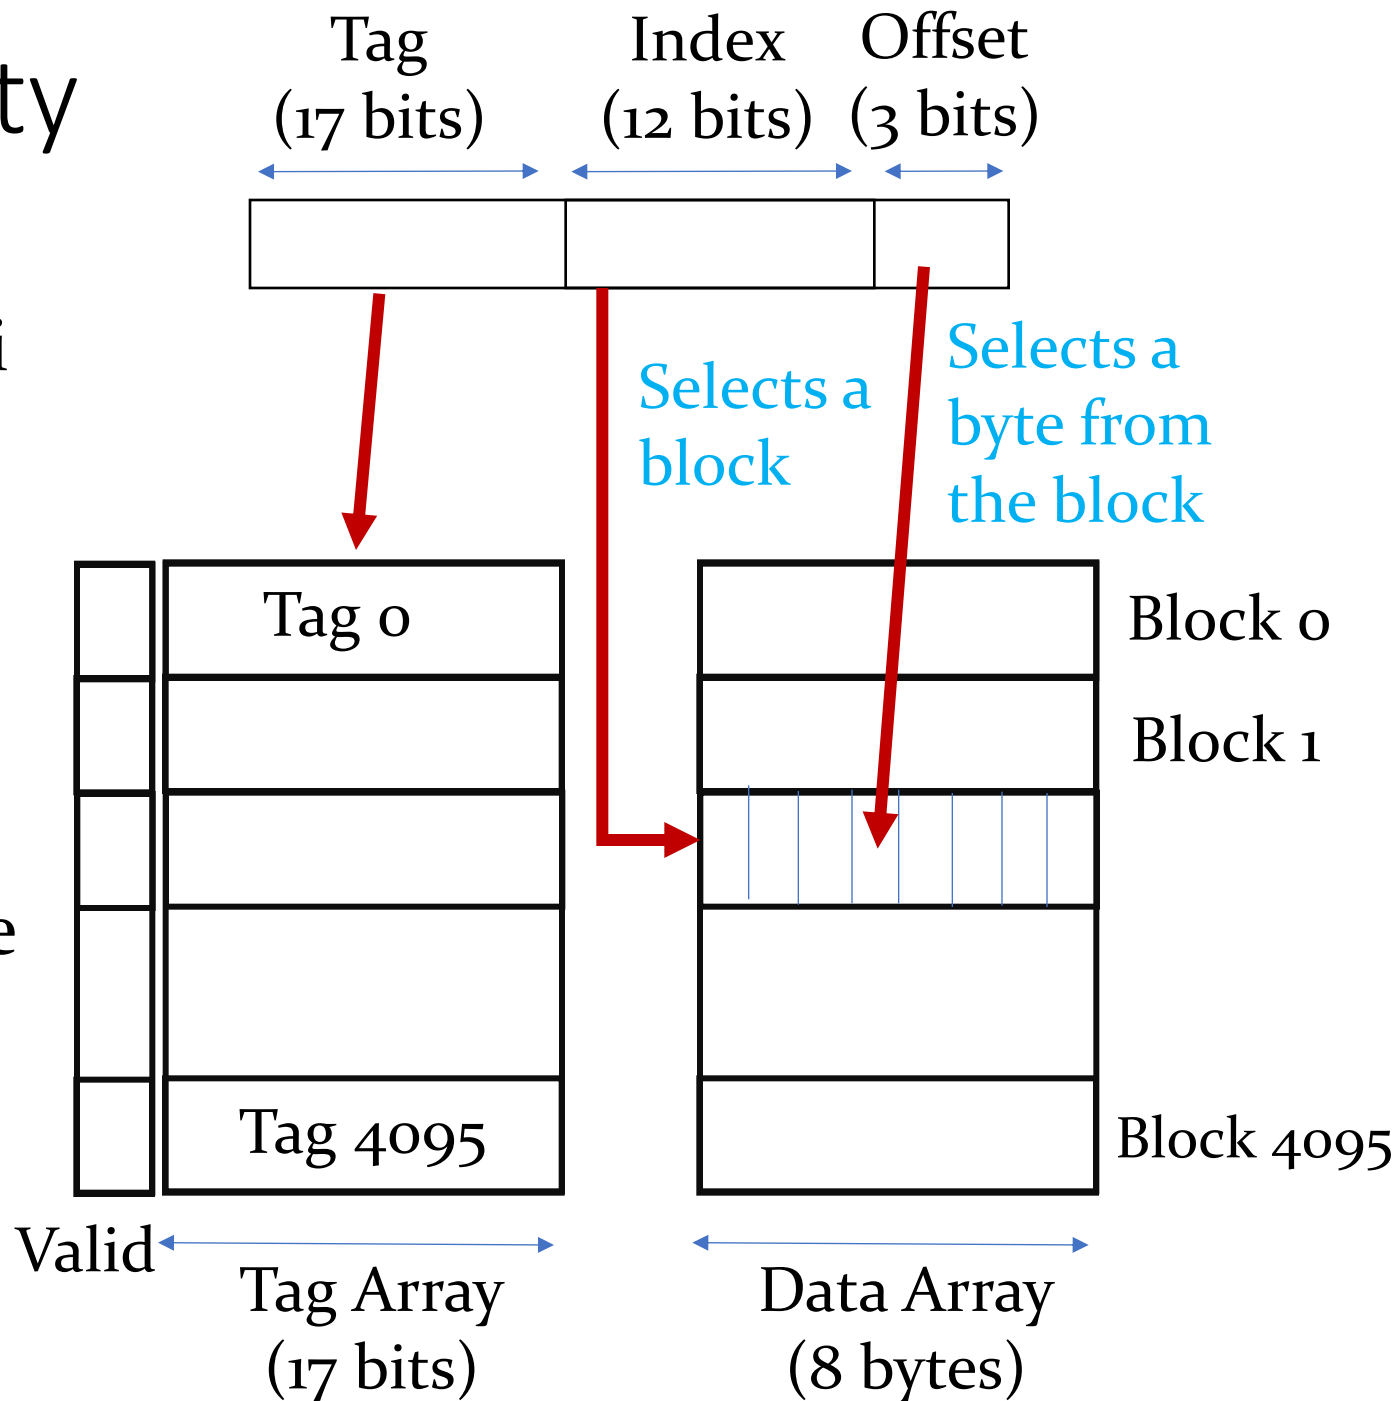 ty
Tag
(17 bits)
Index
(12 bits)
Offset
(3 bits)
i
Selects a
block
Selects a
byte from
the block
Tag 0
Block 0
Block 1
e
Tag 4095
Block 4095
Valid
Tag Array
(17 bits)
Data Array
(8 bytes)